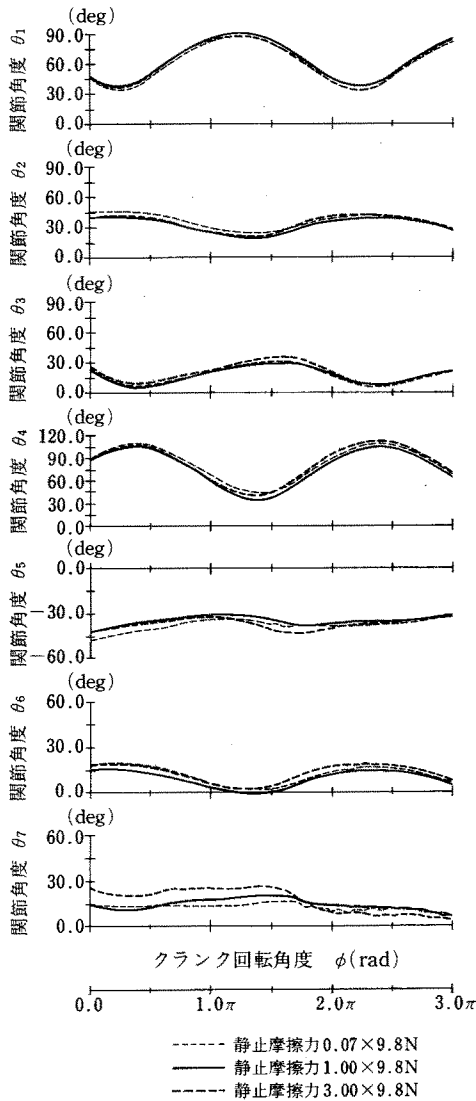 (deg)
関節角度 θ₁
90.0
60.0
30.0
0.0
(deg)
関節角度 θ₂
90.0
60.0
30.0
0.0
(deg)
関節角度 θ₃
90.0
60.0
30.0
0.0
(deg)
関節角度 θ₄
120.0
90.0
60.0
30.0
0.0
(deg)
関節角度 θ₅
0.0
−30.0
−60.0
(deg)
関節角度 θ₆
60.0
30.0
0.0
(deg)
関節角度 θ₇
60.0
30.0
0.0
クランク回転角度 φ(rad)
0.0 1.0π 2.0π 3.0π
静止摩擦力0.07×9.8N
静止摩擦力1.00×9.8N
静止摩擦力3.00×9.8N